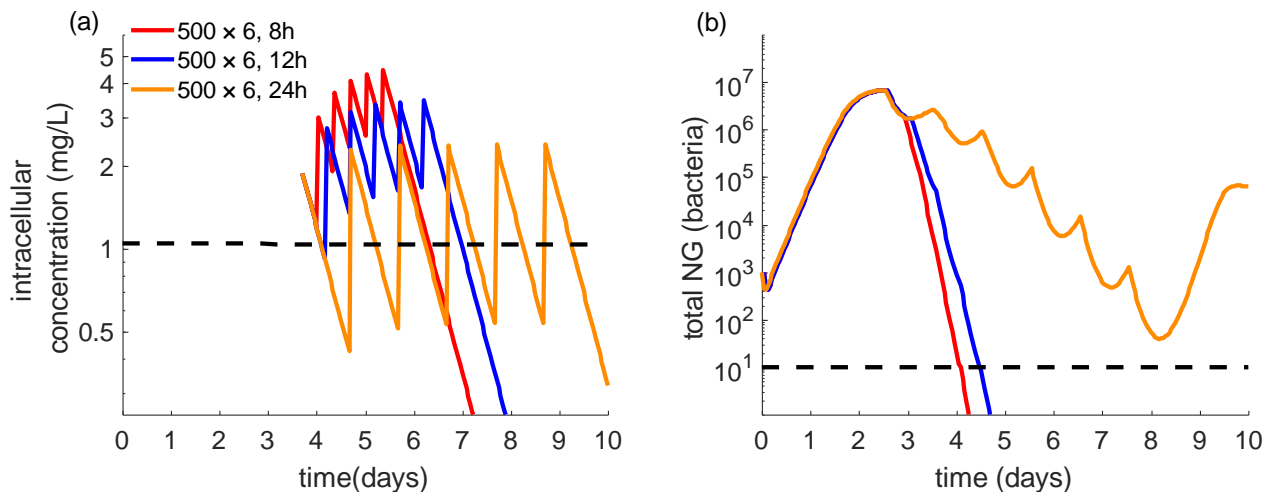 (a)
500 × 6, 8h
500 × 6, 12h
500 × 6, 24h
intracellular
concentration (mg/L)
5
4
3
2
1
0.5
0 1 2 3 4 5 6 7 8 9 10
time(days)
(b)
total NG (bacteria)
10^7
10^6
10^5
10^4
10^3
10^2
10^1
0 1 2 3 4 5 6 7 8 9 10
time (days)